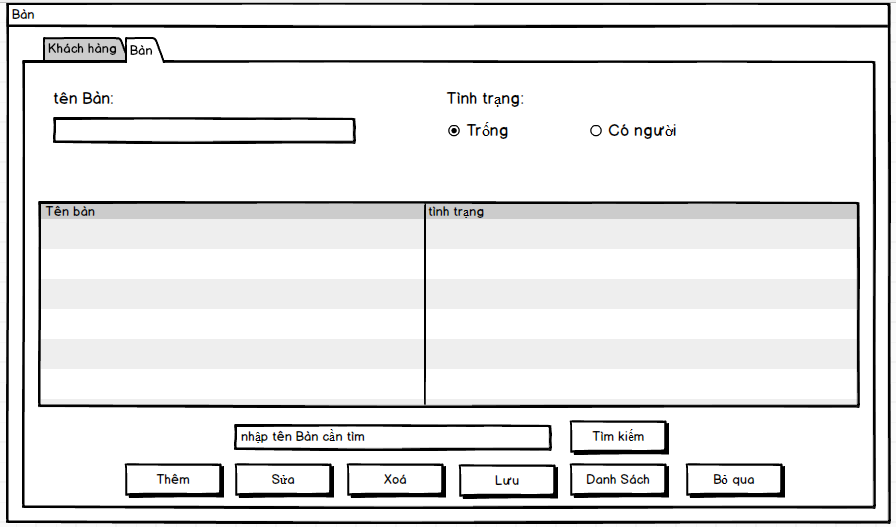 Bàn
Khách hàng Bàn
tên Bàn: Tình trạng:
Trống Có người
Tên bàn tình trạng
nhập tên Bàn cần tìm Tìm kiếm
Thêm Sửa Xoá Lưu Danh Sách Bỏ qua